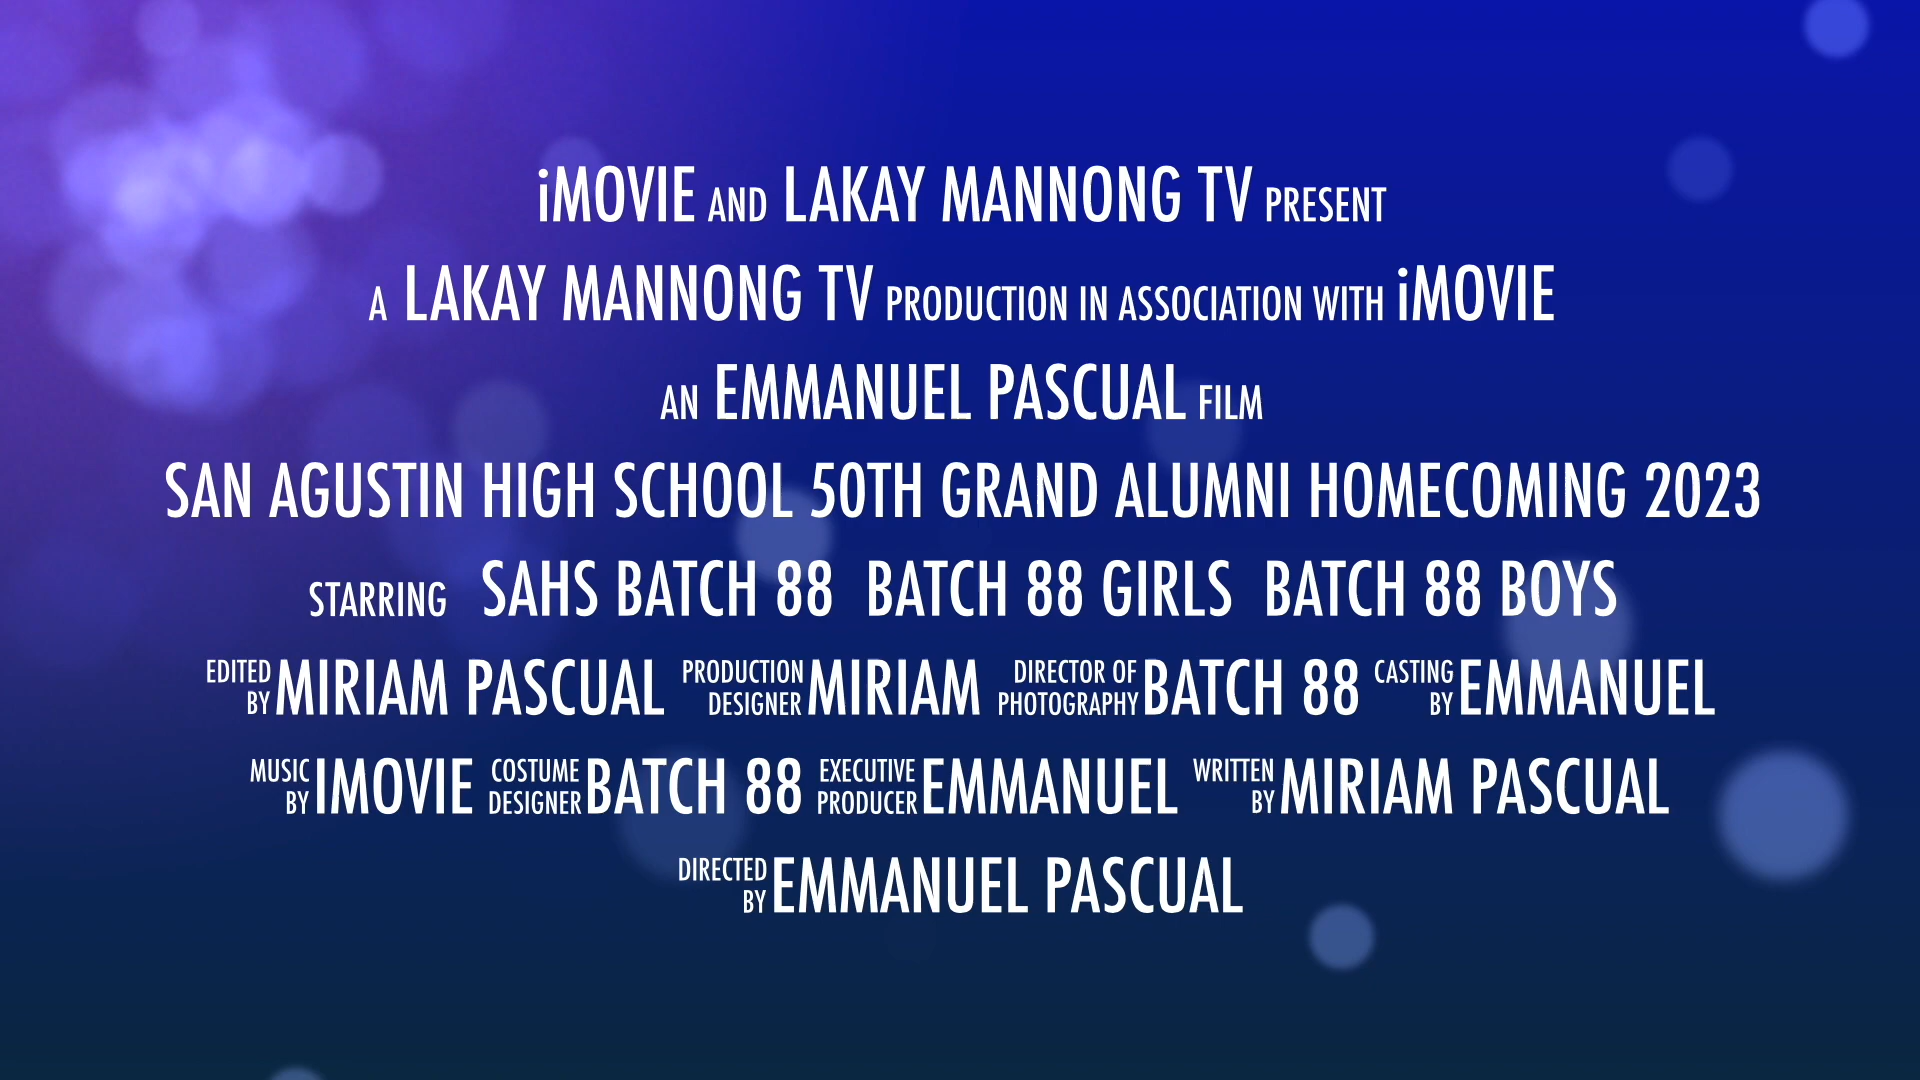 iMOVIE AND LAKAY MANNONG TV PRESENT
A LAKAY MANNONG TV PRODUCTION IN ASSOCIATION WITH iMOVIE
AN EMMANUEL PASCUAL FILM
SAN AGUSTIN HIGH SCHOOL 50TH GRAND ALUMNI HOMECOMING 2023
STARRING SAHS BATCH 88 BATCH 88 GIRLS BATCH 88 BOYS
EDITED BY MIRIAM PASCUAL PRODUCTION DESIGNER MIRIAM DIRECTOR OF PHOTOGRAPHY BATCH 88 CASTING BY EMMANUEL
MUSIC BY IMOVIE COSTUME DESIGNER BATCH 88 EXECUTIVE PRODUCER EMMANUEL WRITTEN BY MIRIAM PASCUAL
DIRECTED BY EMMANUEL PASCUAL